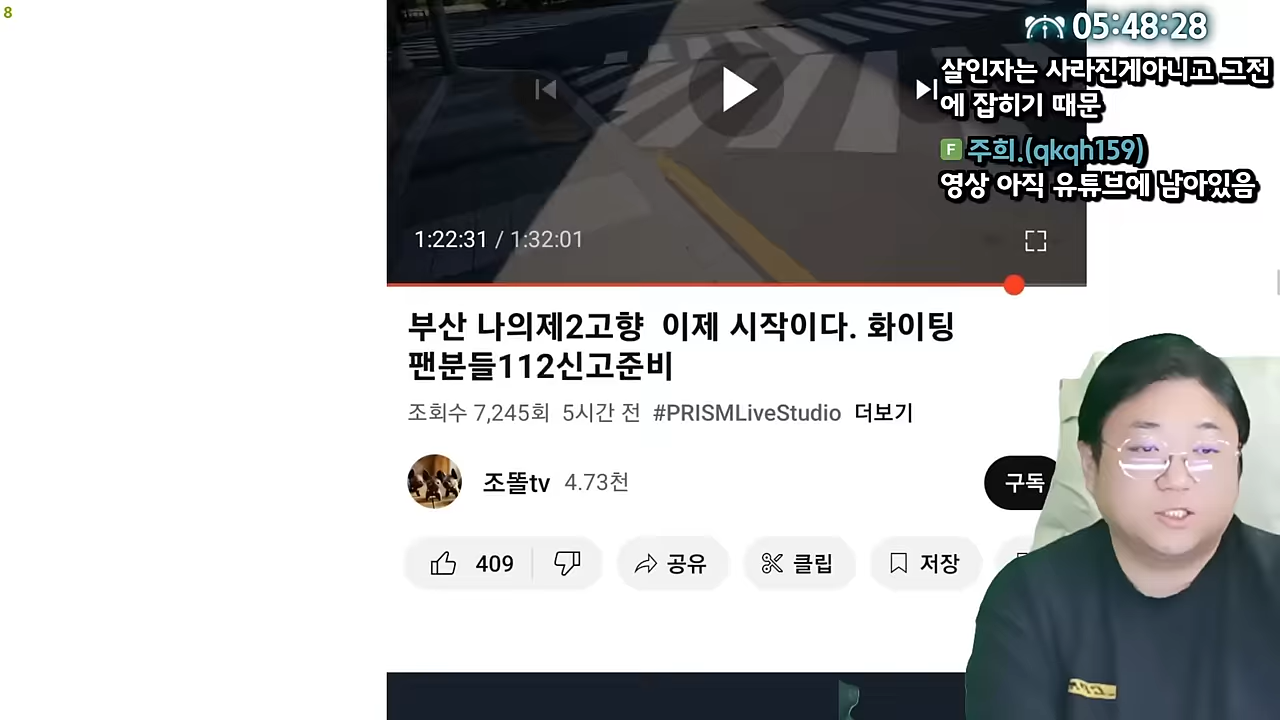 8
05:48:28
살인자는 사라진게아니고 그전
에 잡히기 때문
F 주희.(qkqh159)
영상 아직 유튜브에 남아있음
1:22:31 / 1:32:01
부산 나의제2고향 이제 시작이다. 화이팅
팬분들112신고준비
조회수 7,245회 5시간 전 #PRISMLiveStudio 더보기
조똘tv 4.73천
구독
409
공유
클립
저장